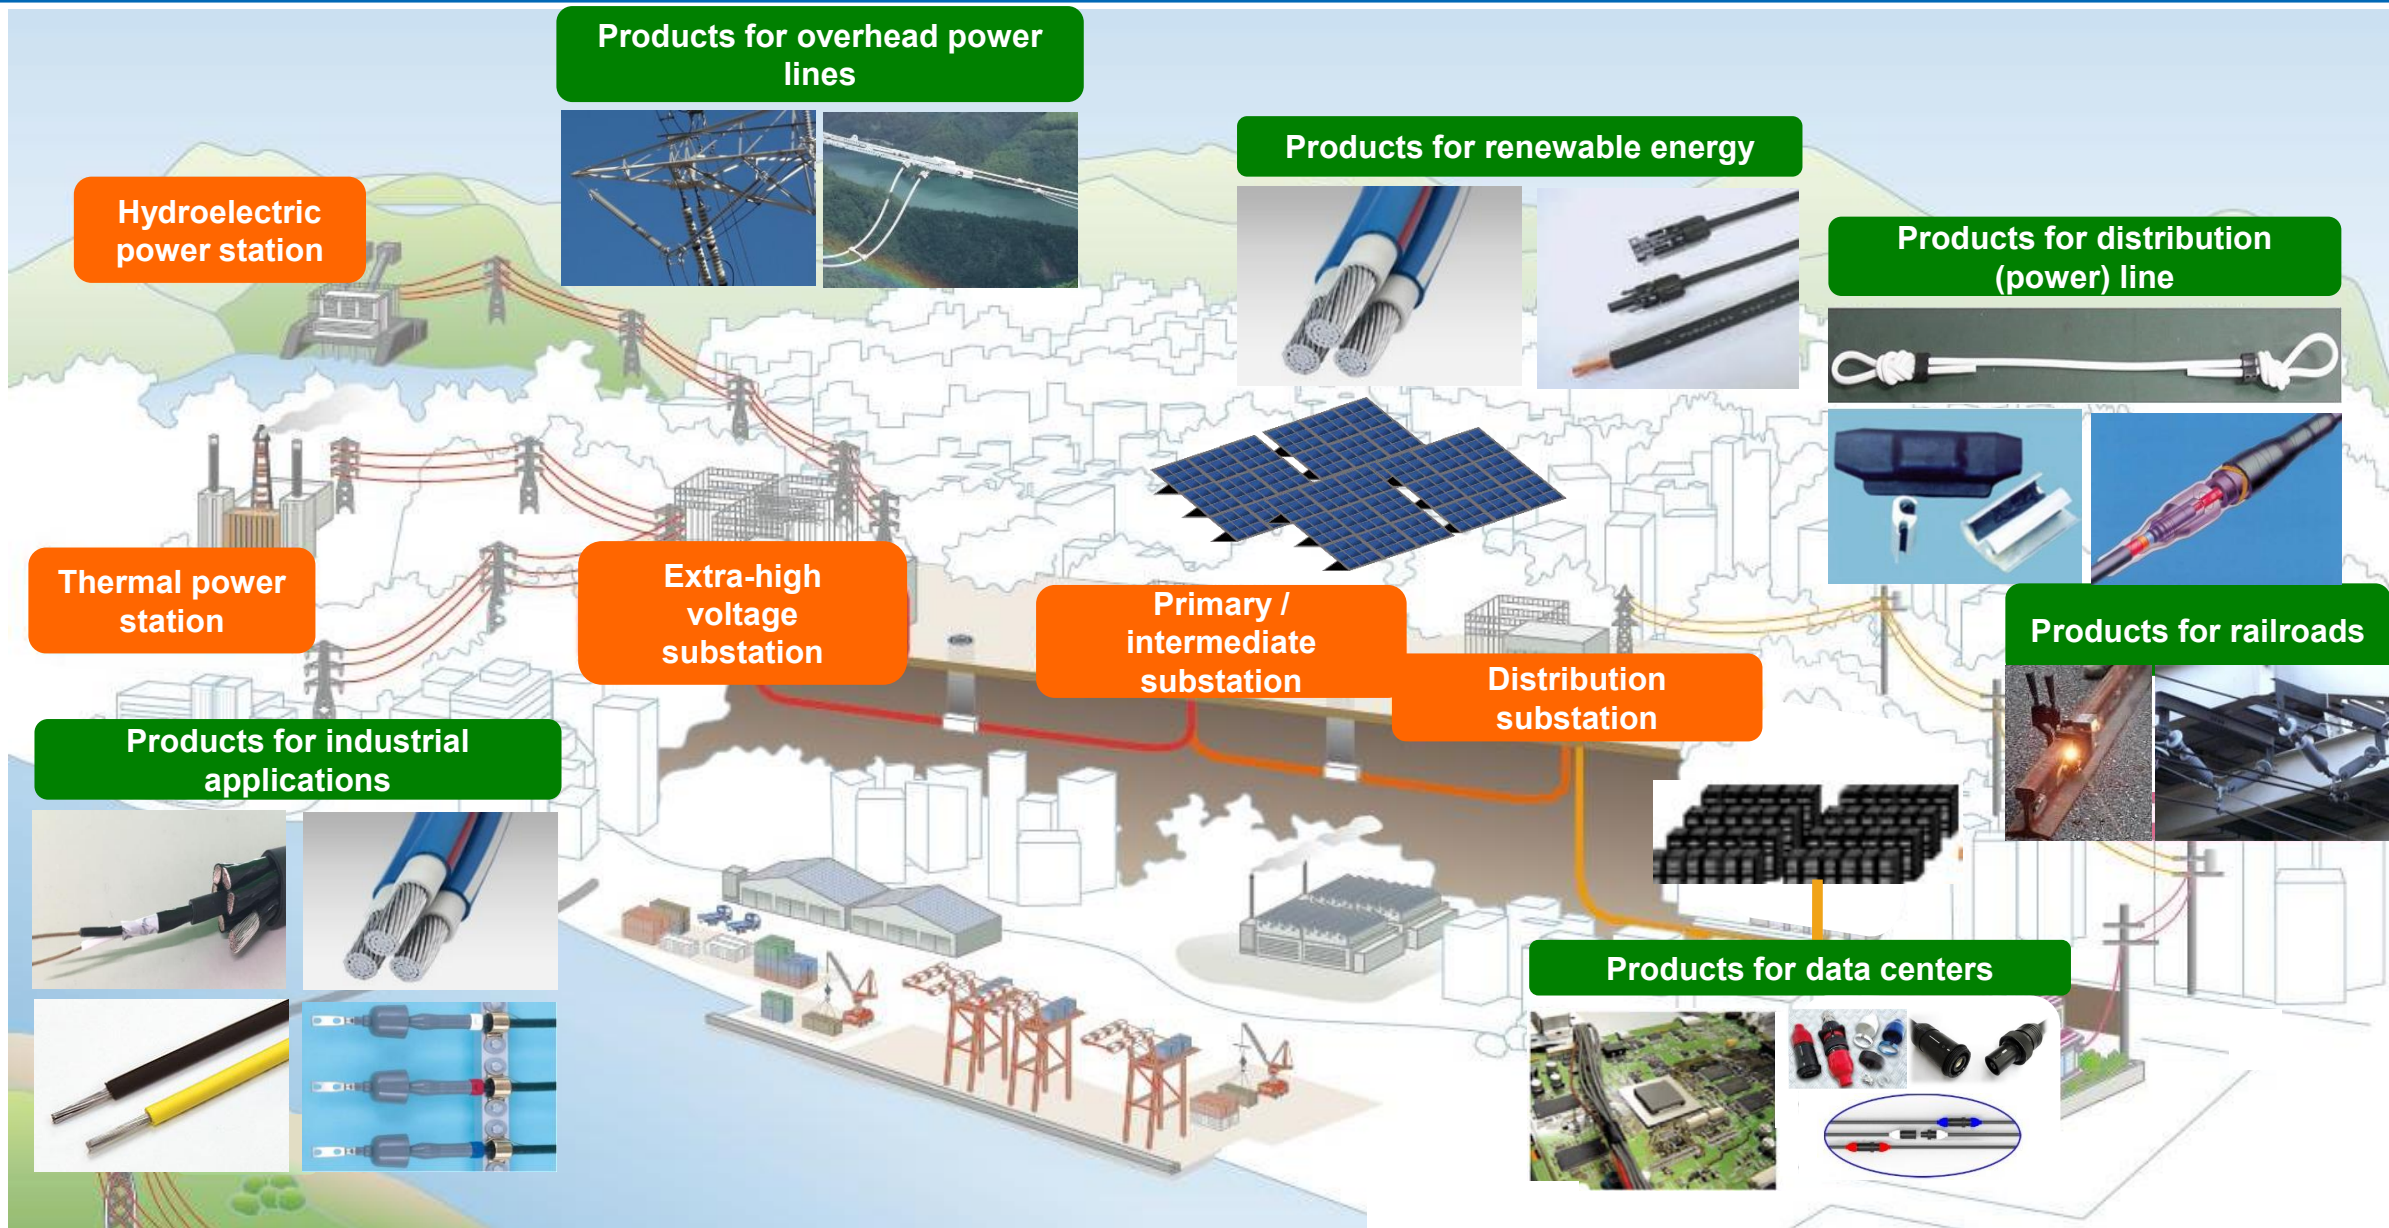 Products for overhead power
lines
Products for renewable energy
Hydroelectric
power station
Products for distribution
(power) line
Thermal power
station
Extra-high
voltage
substation
Primary /
intermediate
substation
Products for railroads
Distribution
substation
Products for industrial
applications
Products for data centers